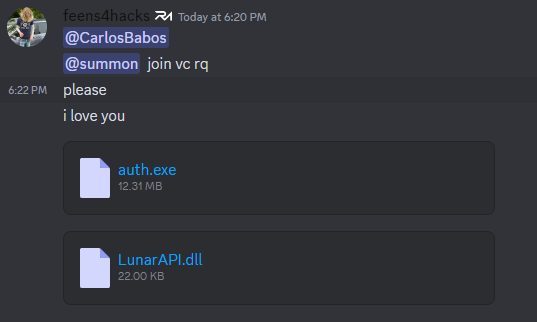 feens4hacks Today at 6:20 PM
@CarlosBabos
@summon join vc rq
6:22 PM please
i love you
auth.exe
12.31 MB
LunarAPI.dll
22.00 KB